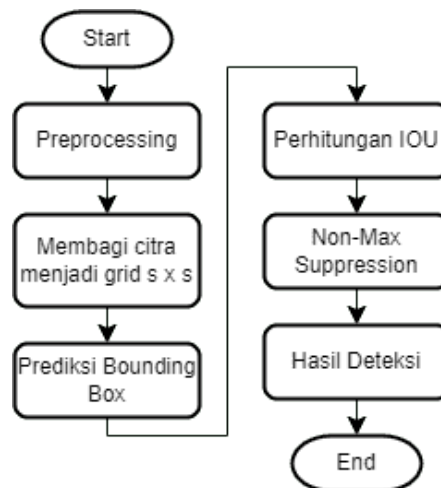 Start
Preprocessing
Membagi citra
menjadi grid s x s
Prediksi Bounding
Box
Perhitungan IOU
Non-Max
Suppression
Hasil Deteksi
End